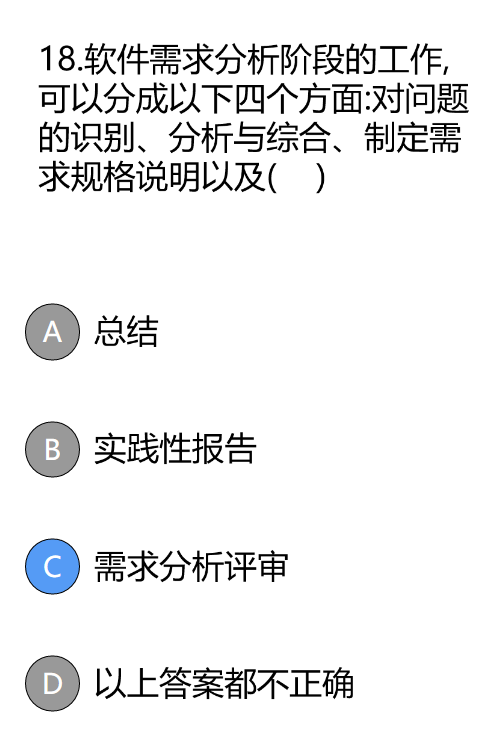 18.软件需求分析阶段的工作,
可以分成以下四个方面:对问题
的识别、分析与综合、制定需
求规格说明以及(    )
A 总结
B 实践性报告
C 需求分析评审
D 以上答案都不正确